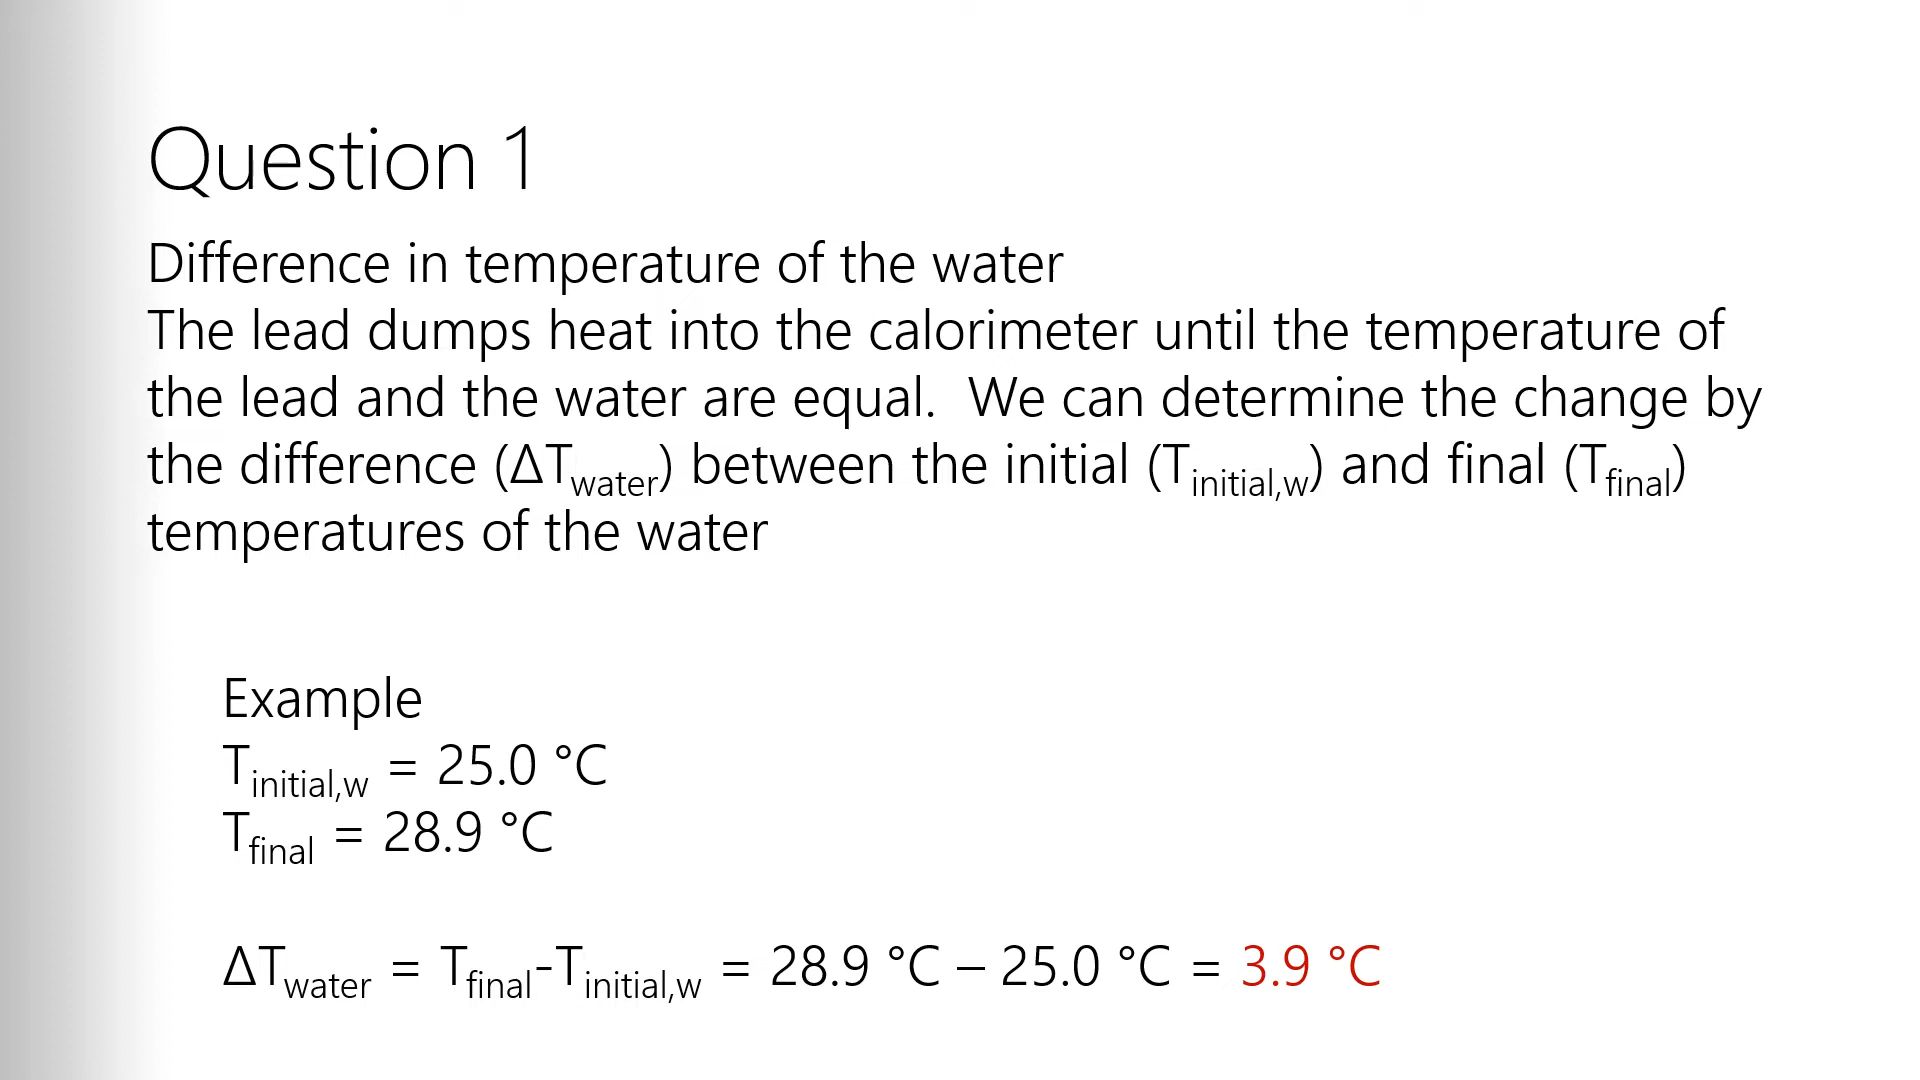 Question 1
Difference in temperature of the water
The lead dumps heat into the calorimeter until the temperature of
the lead and the water are equal.  We can determine the change by
the difference (ΔTwater) between the initial (Tinitial,w) and final (Tfinal)
temperatures of the water
Example
Tinitial,w = 25.0 °C
Tfinal = 28.9 °C
ΔTwater = Tfinal-Tinitial,w = 28.9 °C – 25.0 °C = 3.9 °C